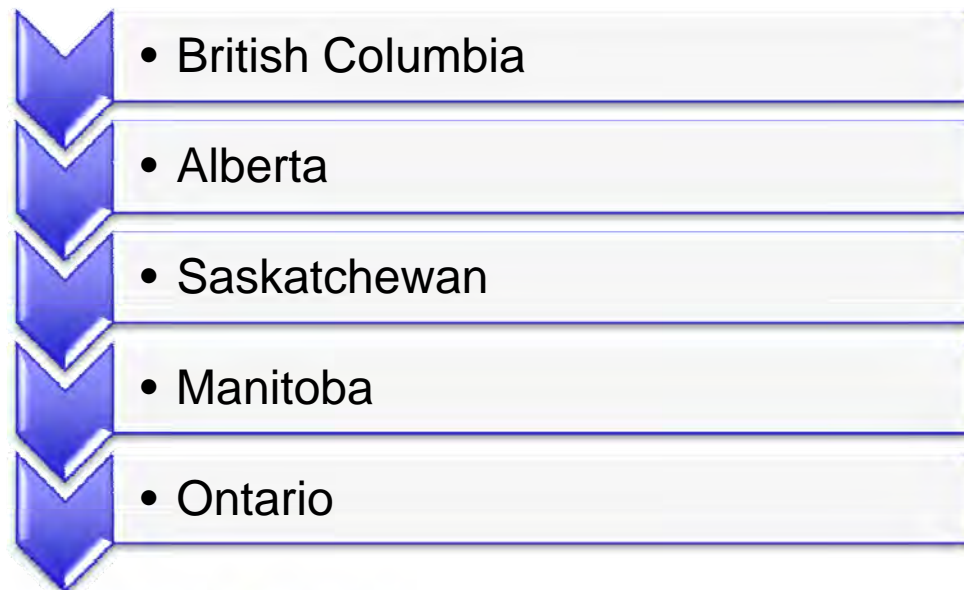 • British Columbia
• Alberta
• Saskatchewan
• Manitoba
• Ontario